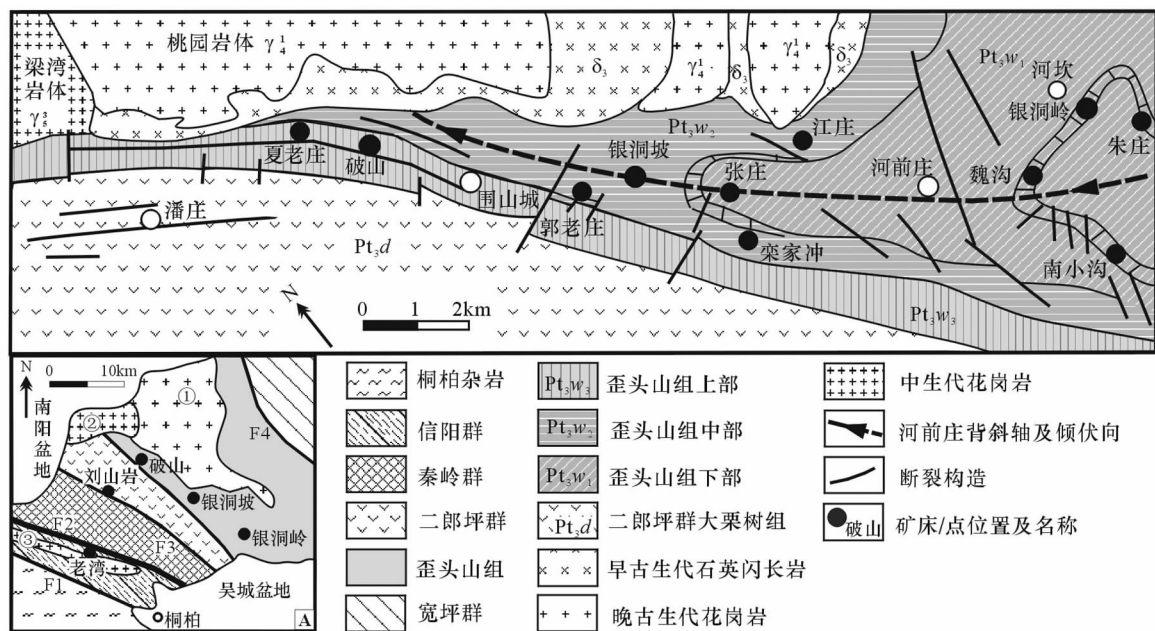 桃园岩体 γ₄¹
梁湾
岩体
γ₅³
δ₃
γ₄¹
δ₃
γ₄¹
δ₃
Pt₃w₁
河坎
银洞岭
朱庄
Pt₃w₂
江庄
夏老庄
破山
银洞坡
张庄
河前庄
魏沟
围山城
郭老庄
潘庄
栾家冲
南小沟
Pt₃d
Pt₃w₃
N
0 1 2km
N
0 10km
南阳盆地
①
②
F4
破山
刘山岩
银洞坡
F2
③
F3
银洞岭
老湾
F1
吴城盆地
桐柏
A
桐柏杂岩
信阳群
秦岭群
二郎坪群
歪头山组
宽坪群
Pt₃w₃ 歪头山组上部
Pt₃w₂ 歪头山组中部
Pt₃w₁ 歪头山组下部
Pt₃d 二郎坪群大栗树组
早古生代石英闪长岩
晚古生代花岗岩
中生代花岗岩
河前庄背斜轴及倾伏向
断裂构造
破山 矿床/点位置及名称